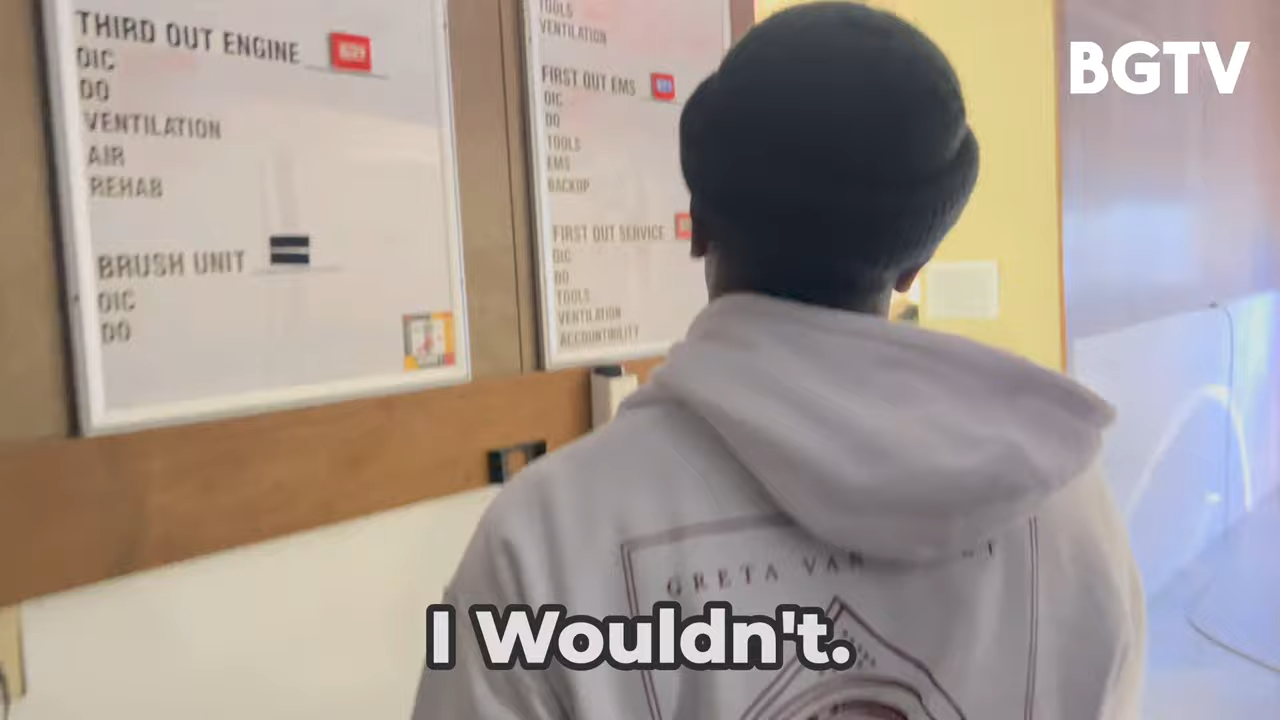 THIRD OUT ENGINE
OIC
DO
VENTILATION
AIR
REHAB
BRUSH UNIT
OIC
DO
TOOLS
VENTILATION
FIRST OUT EMS
OIC
DO
TOOLS
EMS
BACKUP
FIRST OUT SERVICE
OIC
DO
TOOLS
VENTILATION
ACCOUNTIBILITY
BGTV
GRETA VAN
I Wouldn't.